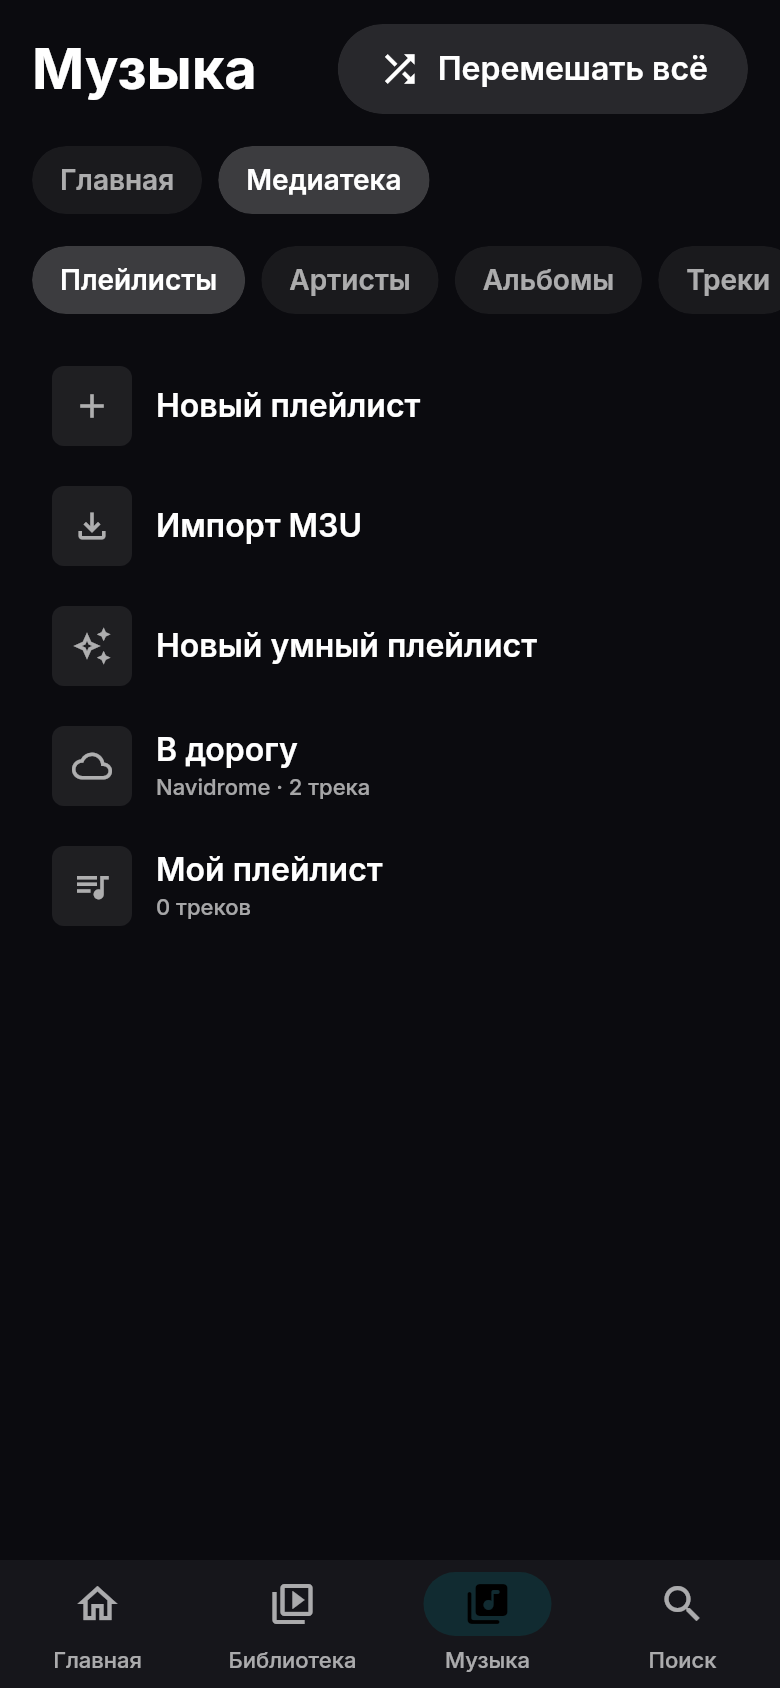 Музыка
Перемешать всё
Главная
Медиатека
Плейлисты
Артисты
Альбомы
Треки
Новый плейлист
Импорт M3U
Новый умный плейлист
В дорогу
Navidrome · 2 трека
Мой плейлист
0 треков
Главная
Библиотека
Музыка
Поиск